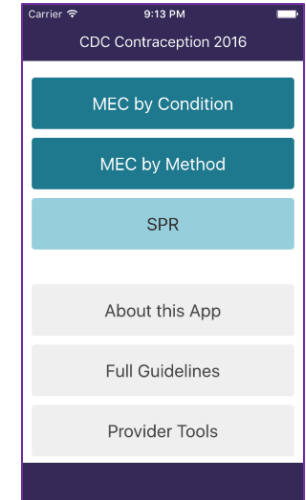 Carrier 9:13 PM
CDC Contraception 2016
MEC by Condition
MEC by Method
SPR
About this App
Full Guidelines
Provider Tools